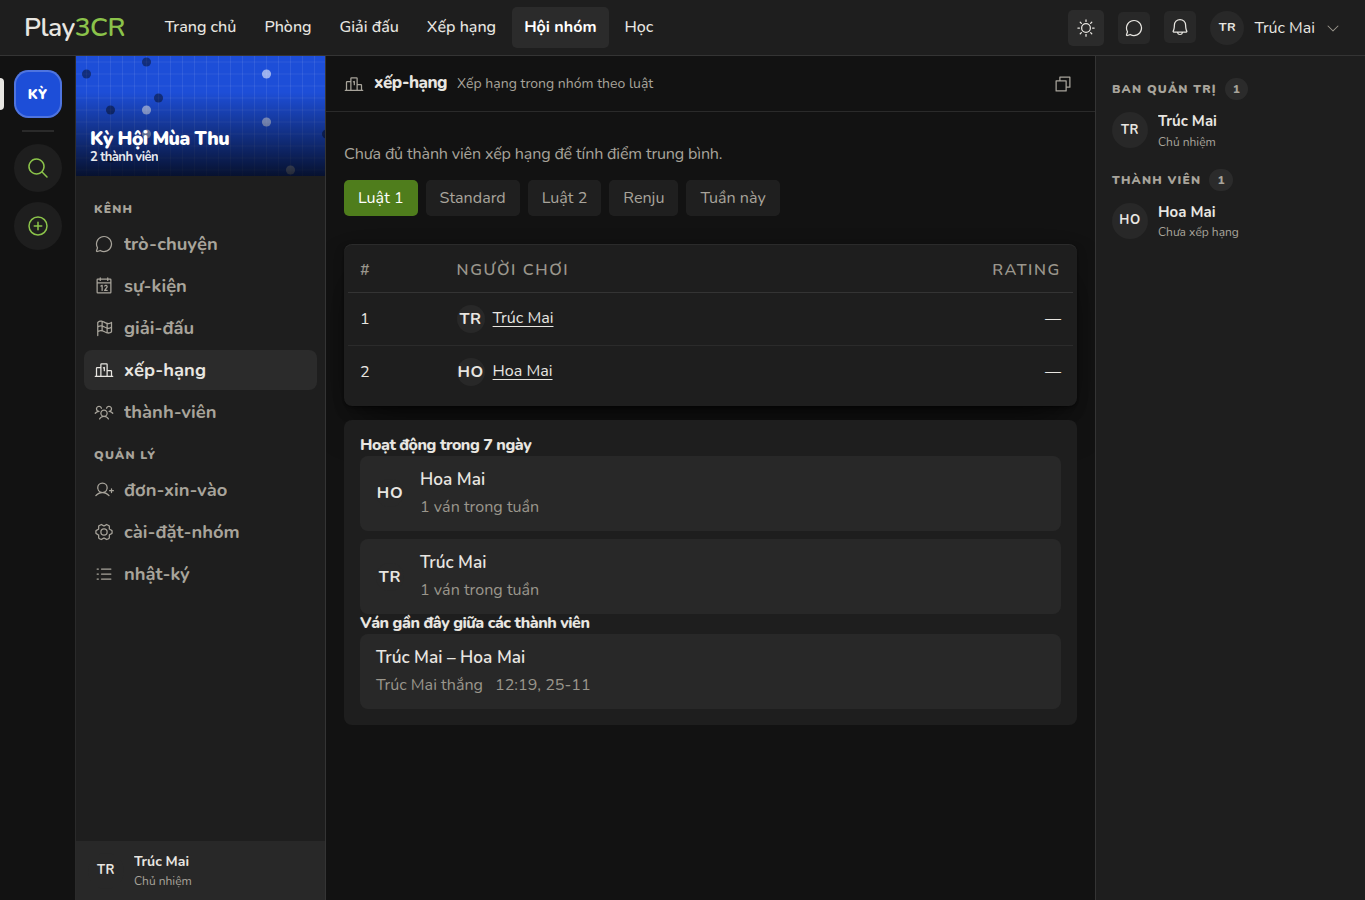 Play3CR
Trang chủ
Phòng
Giải đấu
Xếp hạng
Hội nhóm
Học
TR
Trúc Mai
KỲ
Kỳ Hội Mùa Thu
2 thành viên
KÊNH
trò-chuyện
12
sự-kiện
giải-đấu
xếp-hạng
thành-viên
QUẢN LÝ
đơn-xin-vào
cài-đặt-nhóm
nhật-ký
TR
Trúc Mai
Chủ nhiệm
xếp-hạng
Xếp hạng trong nhóm theo luật
Chưa đủ thành viên xếp hạng để tính điểm trung bình.
Luật 1
Standard
Luật 2
Renju
Tuần này
# NGƯỜI CHƠI RATING
1 TR Trúc Mai —
2 HO Hoa Mai —
Hoạt động trong 7 ngày
HO
Hoa Mai
1 ván trong tuần
TR
Trúc Mai
1 ván trong tuần
Ván gần đây giữa các thành viên
Trúc Mai – Hoa Mai
Trúc Mai thắng 12:19, 25-11
BAN QUẢN TRỊ 1
TR
Trúc Mai
Chủ nhiệm
THÀNH VIÊN 1
HO
Hoa Mai
Chưa xếp hạng